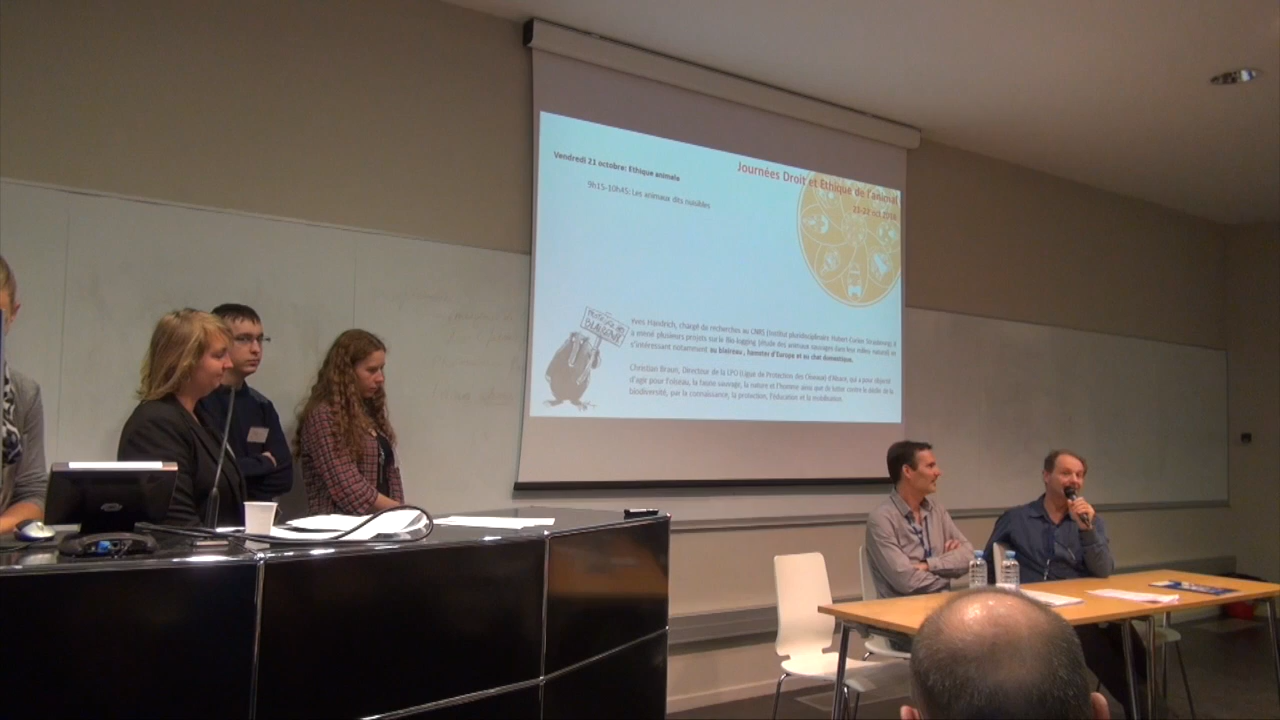 Vendredi 21 octobre: Ethique animale
Journées Droit et Ethique de l'animal
9h15-10h45: Les animaux dits nuisibles
21-22 oct 2016
BLAIREAU
Yves Handrich, chargé de recherches au CNRS (Institut pluridisciplinaire Hubert Curien Strasbourg), il
a mené plusieurs projets sur le Bio-logging (étude des animaux sauvages dans leur milieu naturel) en
s'intéressant notamment au blaireau, hamster d'Europe et au chat domestique.
Christian Braun, Directeur de la LPO (Ligue de Protection des Oiseaux) d'Alsace, qui a pour objectif
d'agir pour l'oiseau, la faune sauvage, la nature et l'homme ainsi que de lutter contre le déclin de la
biodiversité, par la connaissance, la protection, l'éducation et la mobilisation.